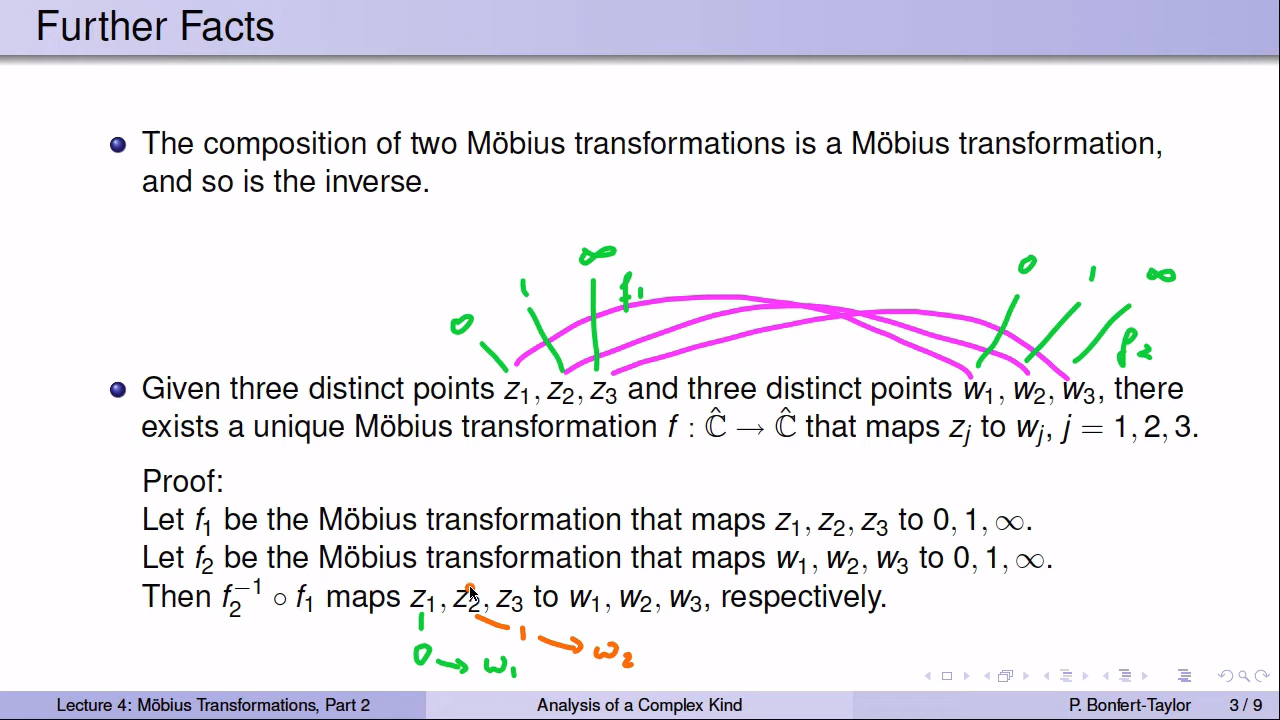 Further Facts
The composition of two Möbius transformations is a Möbius transformation,
and so is the inverse.
0 1 ∞ f₁ 0 1 ∞ f₂
Given three distinct points z₁, z₂, z₃ and three distinct points w₁, w₂, w₃, there
exists a unique Möbius transformation f : Ĉ → Ĉ that maps zⱼ to wⱼ, j = 1, 2, 3.
Proof:
Let f₁ be the Möbius transformation that maps z₁, z₂, z₃ to 0, 1, ∞.
Let f₂ be the Möbius transformation that maps w₁, w₂, w₃ to 0, 1, ∞.
Then f₂⁻¹ ∘ f₁ maps z₁, z₂, z₃ to w₁, w₂, w₃, respectively.
1 → w₂
0 → w₁
Lecture 4: Möbius Transformations, Part 2 Analysis of a Complex Kind P. Bonfert-Taylor 3 / 9